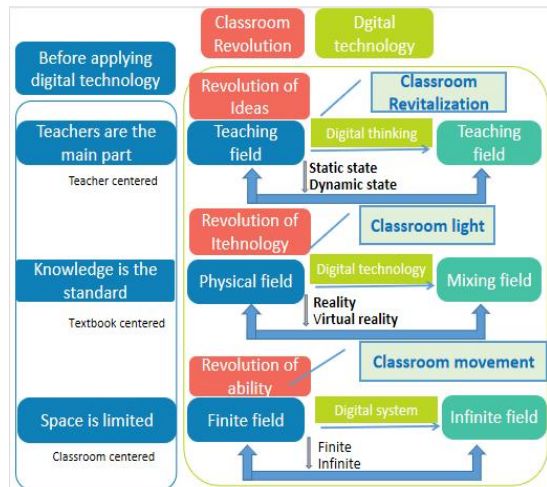 Before applying
digital technology
Teachers are the
main part
Teacher centered
Knowledge is the
standard
Textbook centered
Space is limited
Classroom centered
Classroom
Revolution
Dgital
technology
Revolution of
Ideas
Classroom
Revitalization
Teaching
field
Digital thinking
Teaching
field
Static state
Dynamic state
Revolution of
Itehnology
Classroom light
Physical field
Digital technology
Mixing field
Reality
Virtual reality
Revolution of
ability
Classroom movement
Finite field
Digital system
Infinite field
Finite
Infinite